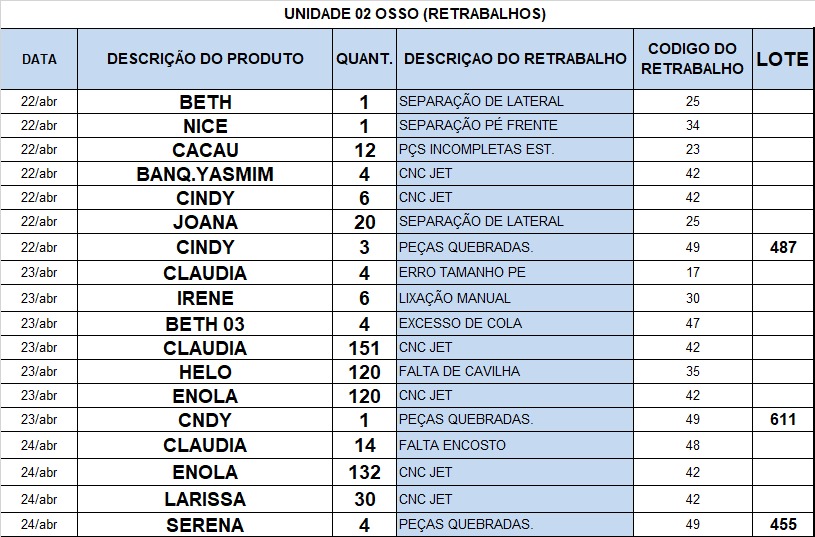 UNIDADE 02 OSSO (RETRABALHOS)
DATA DESCRIÇÃO DO PRODUTO QUANT. DESCRIÇAO DO RETRABALHO CODIGO DO RETRABALHO LOTE
22/abr BETH 1 SEPARAÇÃO DE LATERAL 25
22/abr NICE 1 SEPARAÇÃO PÉ FRENTE 34
22/abr CACAU 12 PÇS INCOMPLETAS EST. 23
22/abr BANQ.YASMIM 4 CNC JET 42
22/abr CINDY 6 CNC JET 42
22/abr JOANA 20 SEPARAÇÃO DE LATERAL 25
22/abr CINDY 3 PEÇAS QUEBRADAS. 49 487
23/abr CLAUDIA 4 ERRO TAMANHO PE 17
23/abr IRENE 6 LIXAÇÃO MANUAL 30
23/abr BETH 03 4 EXCESSO DE COLA 47
23/abr CLAUDIA 151 CNC JET 42
23/abr HELO 120 FALTA DE CAVILHA 35
23/abr ENOLA 120 CNC JET 42
23/abr CNDY 1 PEÇAS QUEBRADAS. 49 611
24/abr CLAUDIA 14 FALTA ENCOSTO 48
24/abr ENOLA 132 CNC JET 42
24/abr LARISSA 30 CNC JET 42
24/abr SERENA 4 PEÇAS QUEBRADAS. 49 455